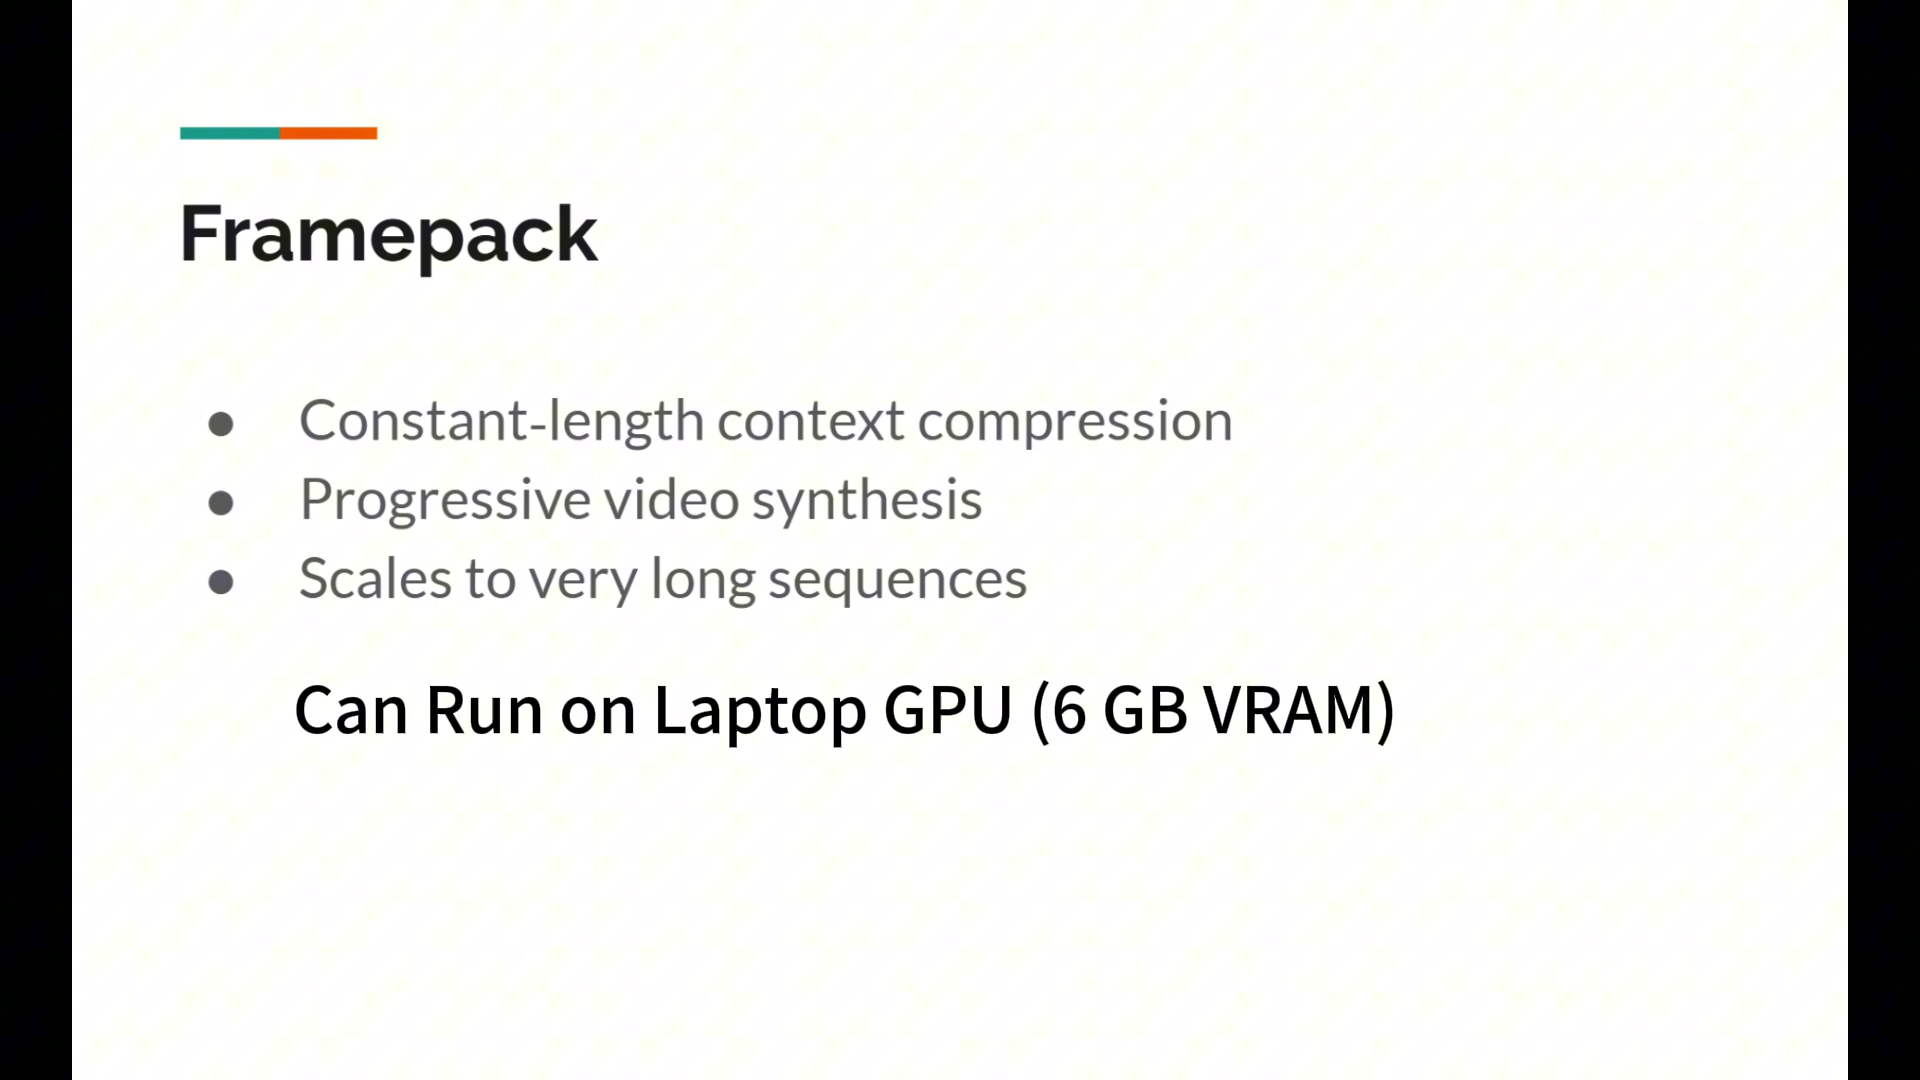 Framepack
● Constant-length context compression
● Progressive video synthesis
● Scales to very long sequences
Can Run on Laptop GPU (6 GB VRAM)